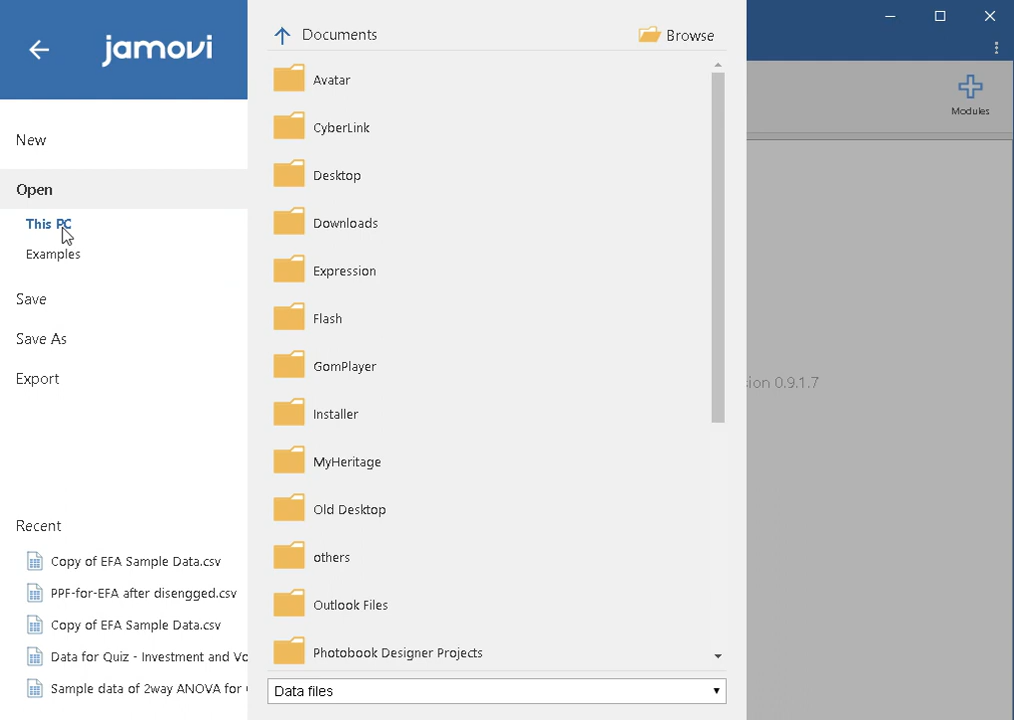 jamovi
New
Open
This PC
Examples
Save
Save As
Export
Recent
Copy of EFA Sample Data.csv
PPF-for-EFA after disengged.csv
Copy of EFA Sample Data.csv
Data for Quiz - Investment and Vo
Sample data of 2way ANOVA for
Documents
Browse
Avatar
CyberLink
Desktop
Downloads
Expression
Flash
GomPlayer
Installer
MyHeritage
Old Desktop
others
Outlook Files
Photobook Designer Projects
Data files
Modules
sion 0.9.1.7